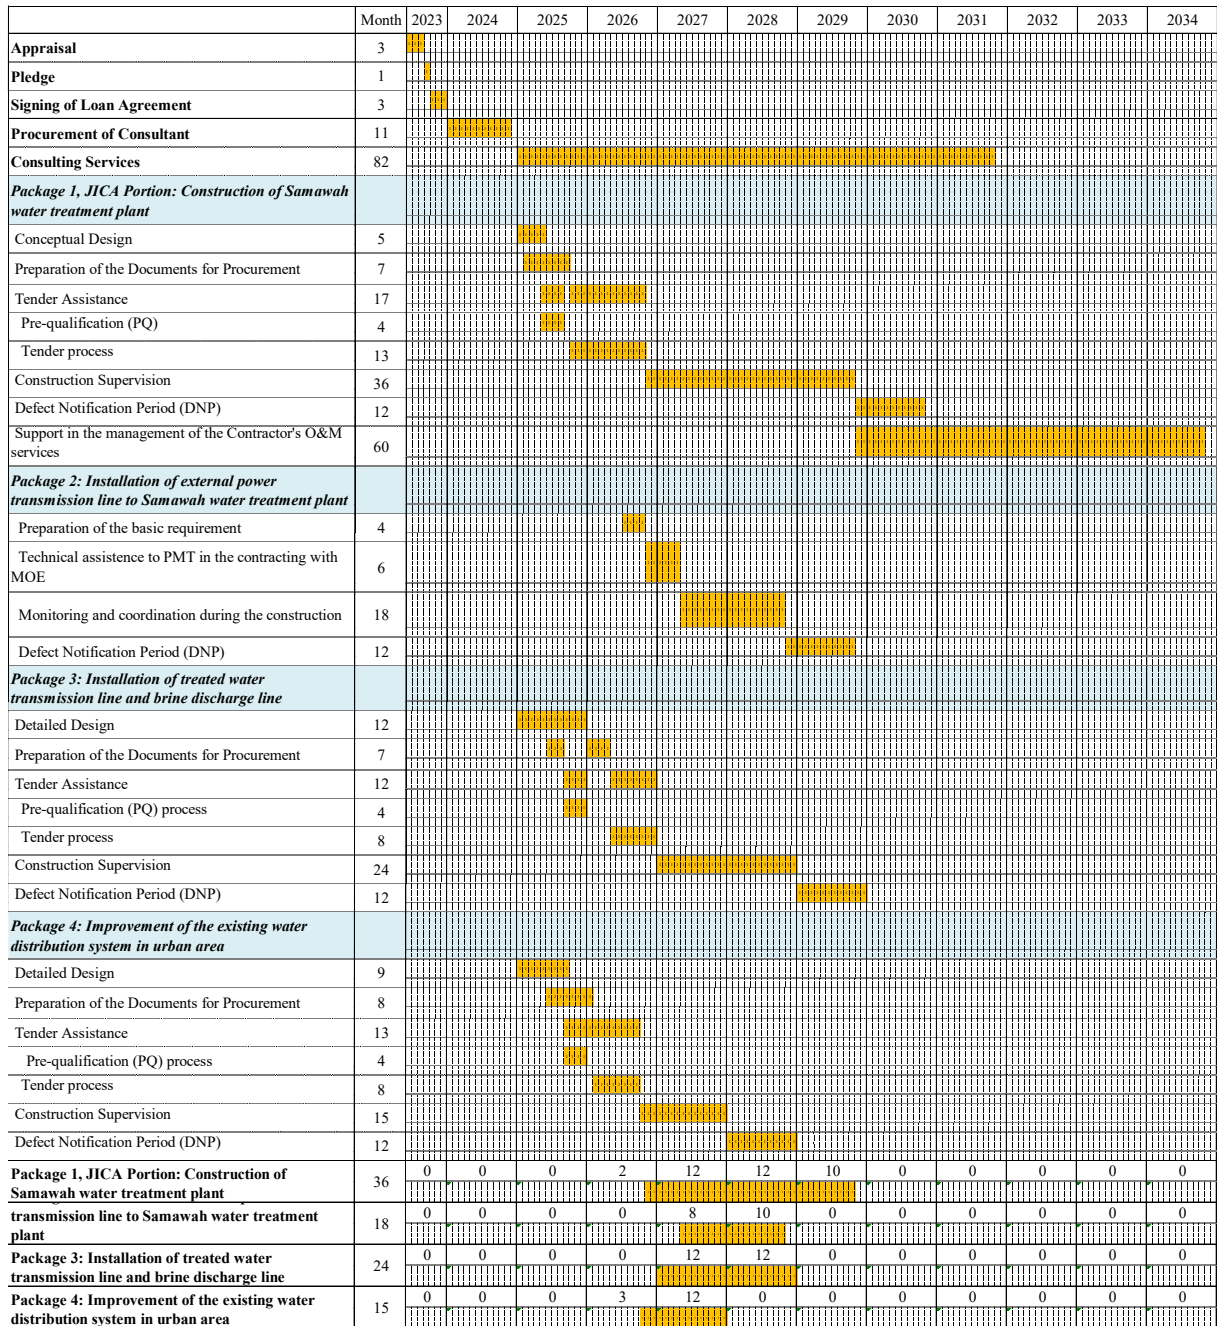 Month 2023 2024 2025 2026 2027 2028 2029 2030 2031 2032 2033 2034
Appraisal 3
Pledge 1
Signing of Loan Agreement 3
Procurement of Consultant 11
Consulting Services 82
Package 1, JICA Portion: Construction of Samawah
water treatment plant
Conceptual Design 5
Preparation of the Documents for Procurement 7
Tender Assistance 17
Pre-qualification (PQ) 4
Tender process 13
Construction Supervision 36
Defect Notification Period (DNP) 12
Support in the management of the Contractor's O&M
services 60
Package 2: Installation of external power
transmission line to Samawah water treatment plant
Preparation of the basic requirement 4
Technical assistence to PMT in the contracting with
MOE 6
Monitoring and coordination during the construction 18
Defect Notification Period (DNP) 12
Package 3: Installation of treated water
transmission line and brine discharge line
Detailed Design 12
Preparation of the Documents for Procurement 7
Tender Assistance 12
Pre-qualification (PQ) process 4
Tender process 8
Construction Supervision 24
Defect Notification Period (DNP) 12
Package 4: Improvement of the existing water
distribution system in urban area
Detailed Design 9
Preparation of the Documents for Procurement 8
Tender Assistance 13
Pre-qualification (PQ) process 4
Tender process 8
Construction Supervision 15
Defect Notification Period (DNP) 12
Package 1, JICA Portion: Construction of
Samawah water treatment plant 36 0 0 0 2 12 12 10 0 0 0 0 0
transmission line to Samawah water treatment
plant 18 0 0 0 0 8 10 0 0 0 0 0 0
Package 3: Installation of treated water
transmission line and brine discharge line 24 0 0 0 0 12 12 0 0 0 0 0 0
Package 4: Improvement of the existing water
distribution system in urban area 15 0 0 0 3 12 0 0 0 0 0 0 0